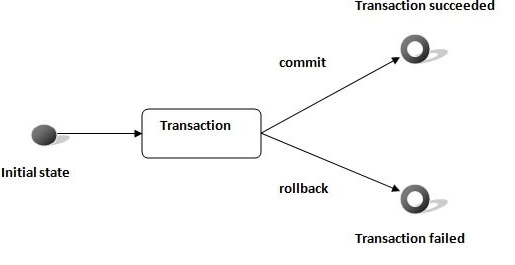 Transaction succeeded
commit
Transaction
Initial state
rollback
Transaction failed